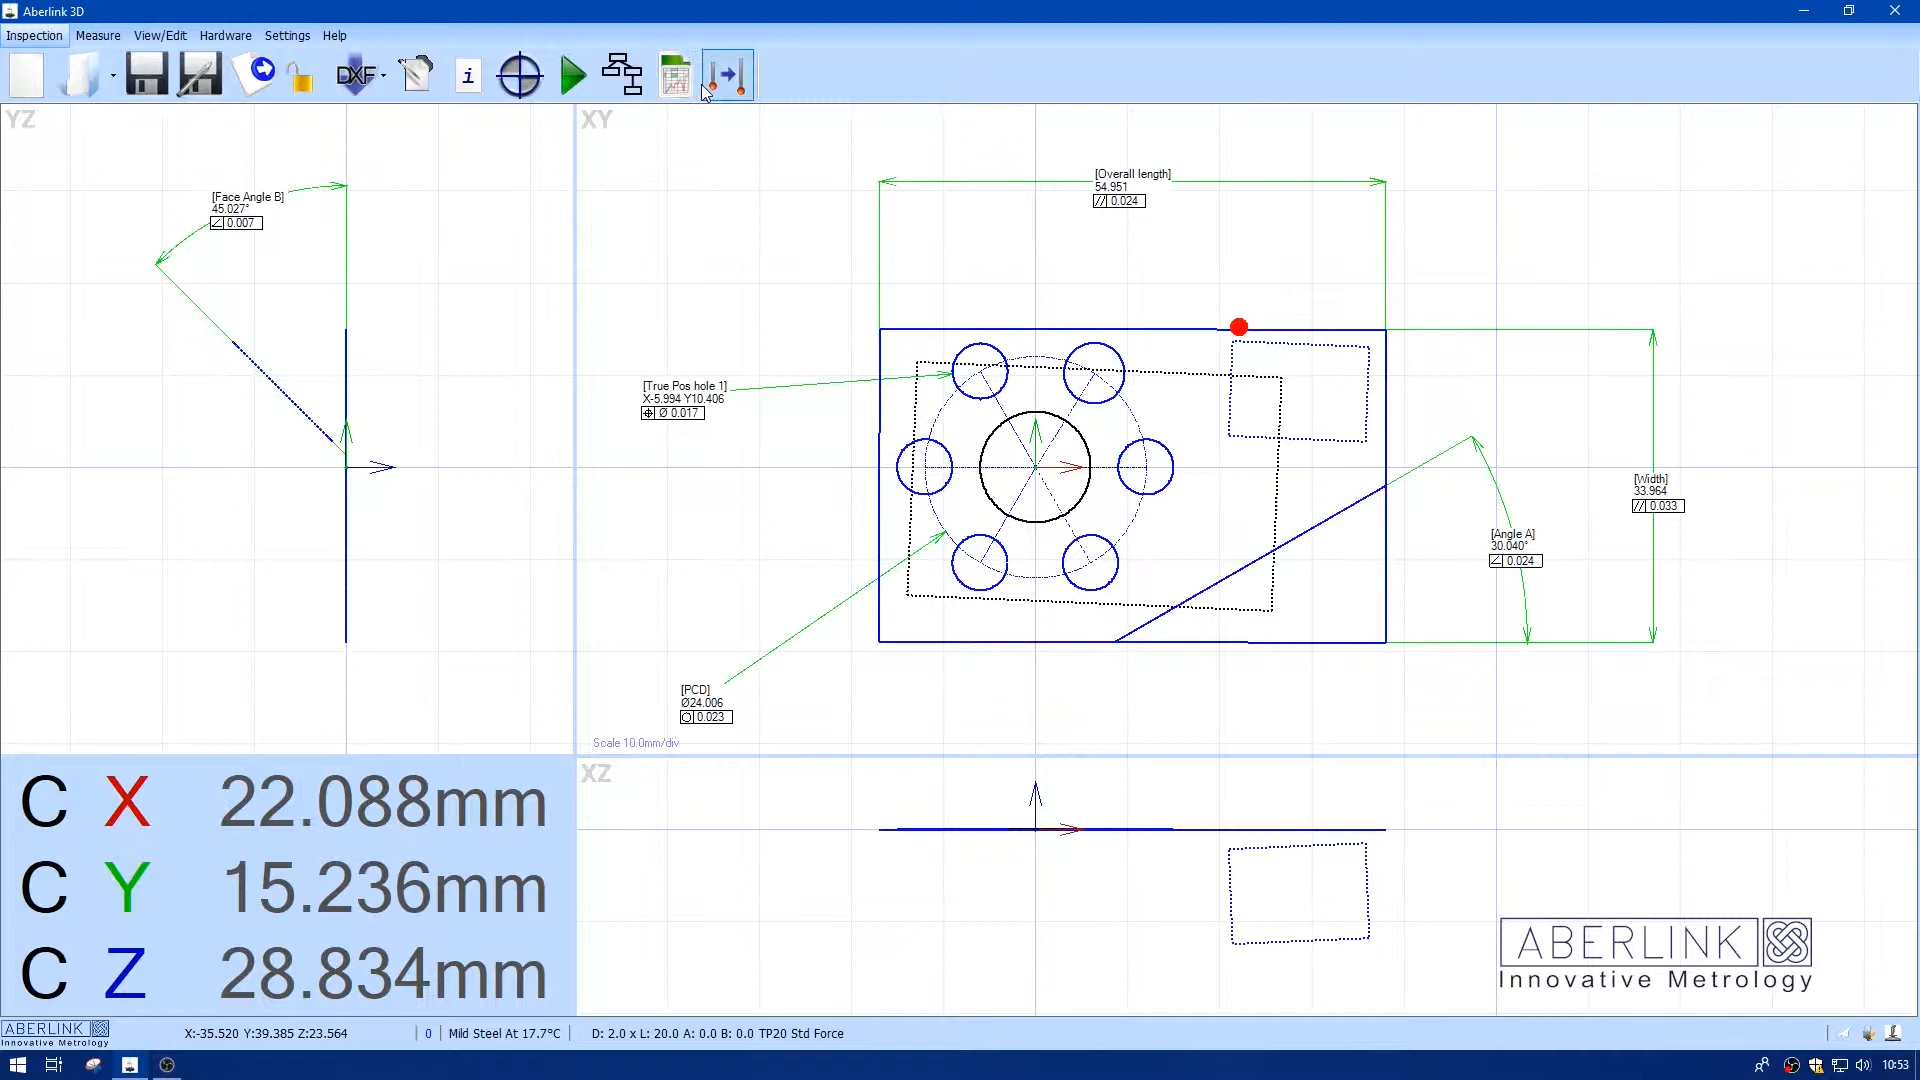 Aberlink 3D
Inspection Measure View/Edit Hardware Settings Help
DXF i
YZ
XY
[Face Angle B]
45.027°
∠ 0.007
[Overall length]
54.951
// 0.024
[True Pos hole 1]
X-5.994 Y10.406
⌖ Ø 0.017
[Width]
33.964
// 0.033
[Angle A]
30.040°
∠ 0.024
[PCD]
Ø24.006
○ 0.023
Scale 10.0mm/div
XZ
C X 22.088mm
C Y 15.236mm
C Z 28.834mm
ABERLINK
Innovative Metrology
ABERLINK
Innovative Metrology
X:-35.520 Y:39.385 Z:23.564
0
Mild Steel At 17.7°C
D: 2.0 x L: 20.0 A: 0.0 B: 0.0 TP20 Std Force
10:53